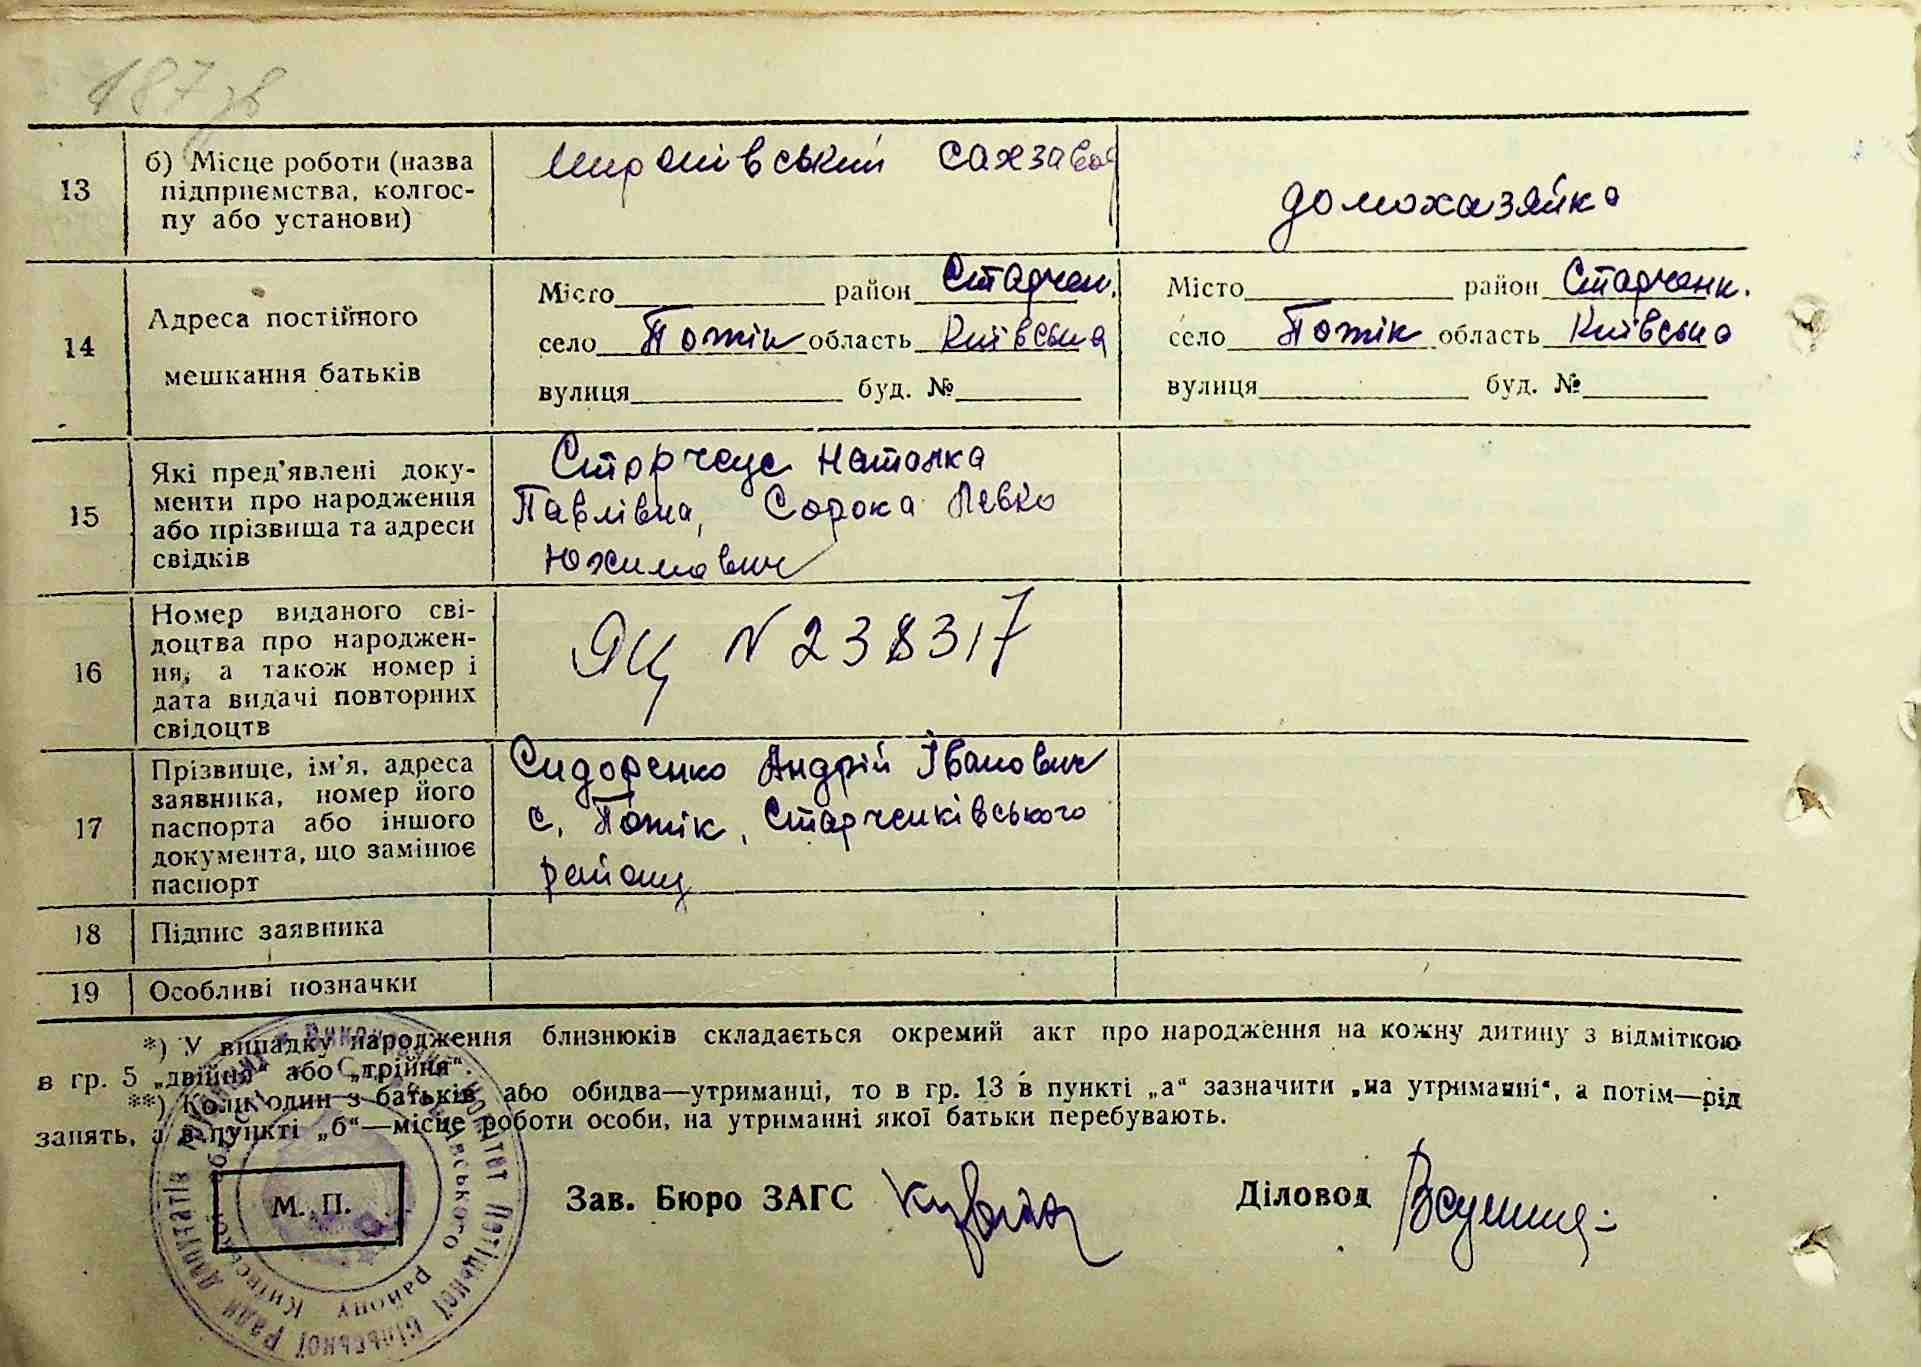 187 зв
13 б) Місце роботи (назва підприємства, колгоспу або установи) Миронівський сахзавод домохазяйка
14 Адреса постійного мешкання батьків
Місто район Старчен. Місто район Старченк.
село Потік область Київська село Потік область Київська
вулиця буд. № вулиця буд. №
15 Які пред'явлені доку-
менти про народження
або прізвища та адреси
свідків
Сторчеус Наталка
Павлівна, Сорока Левко
Юхимович
16 Номер виданого сві-
доцтва про народжен-
ня, а також номер і
дата видачі повторних
свідоцтв
ЯЦ № 238317
17 Прізвище, ім'я, адреса
заявника, номер його
паспорта або іншого
документа, що замінює
паспорт
Сидоренко Андрій Іванович
с. Потік, Старченківського
району
18 Підпис заявника
19 Особливі позначки
*) У випадку народження близнюків складається окремий акт про народження на кожну дитину з відміткою
в гр. 5 „двійня“ або „трійня“.
**) Коли один з батьків або обидва—утриманці, то в гр. 13 в пункті „а“ зазначити „на утриманні“, а потім—рід
занять, а в пункті „б“—місце роботи особи, на утриманні якої батьки перебувають.
М. П. Зав. Бюро ЗАГС Діловод